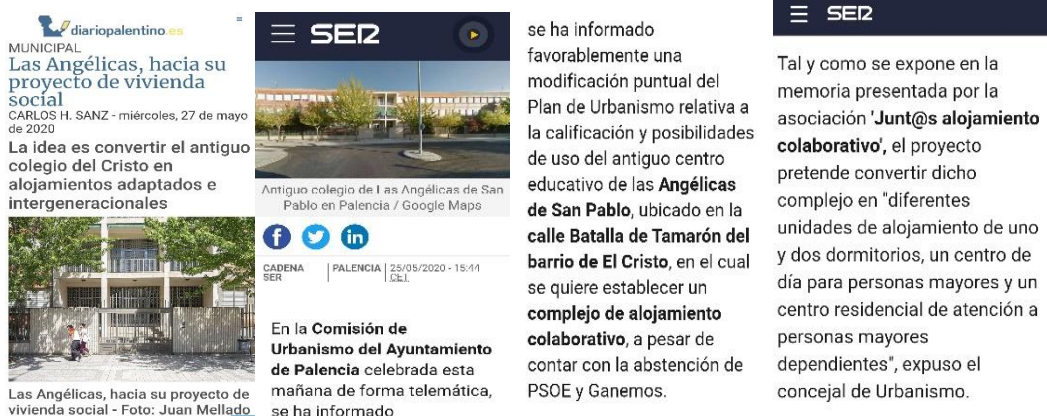 diariopalentino.es
MUNICIPAL
Las Angélicas, hacia su
proyecto de vivienda
social
CARLOS H. SANZ - miércoles, 27 de mayo
de 2020
La idea es convertir el antiguo
colegio del Cristo en
alojamientos adaptados e
intergeneracionales
Las Angélicas, hacia su proyecto de
vivienda social - Foto: Juan Mellado
SER
Antiguo colegio de Las Angélicas de San
Pablo en Palencia / Google Maps
CADENA
SER
PALENCIA
25/05/2020 - 15:44
CET
En la Comisión de
Urbanismo del Ayuntamiento
de Palencia celebrada esta
mañana de forma telemática,
se ha informado
se ha informado
favorablemente una
modificación puntual del
Plan de Urbanismo relativa a
la calificación y posibilidades
de uso del antiguo centro
educativo de las Angélicas
de San Pablo, ubicado en la
calle Batalla de Tamarón del
barrio de El Cristo, en el cual
se quiere establecer un
complejo de alojamiento
colaborativo, a pesar de
contar con la abstención de
PSOE y Ganemos.
SER
Tal y como se expone en la
memoria presentada por la
asociación 'Junt@s alojamiento
colaborativo', el proyecto
pretende convertir dicho
complejo en "diferentes
unidades de alojamiento de uno
y dos dormitorios, un centro de
día para personas mayores y un
centro residencial de atención a
personas mayores
dependientes", expuso el
concejal de Urbanismo.